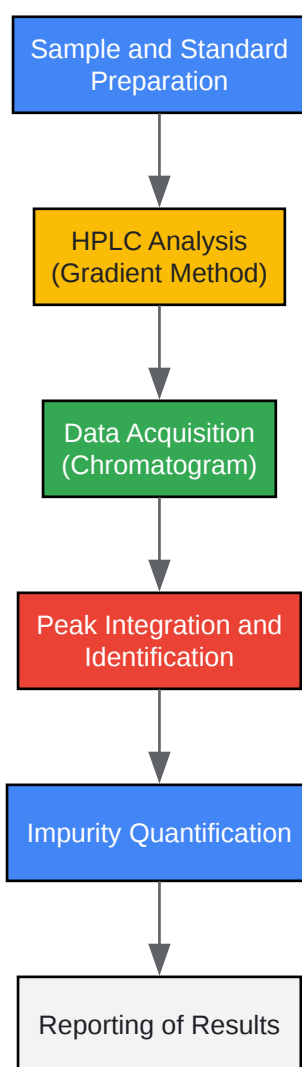 Sample and Standard
Preparation
HPLC Analysis
(Gradient Method)
Data Acquisition
(Chromatogram)
Peak Integration and
Identification
Impurity Quantification
Reporting of Results